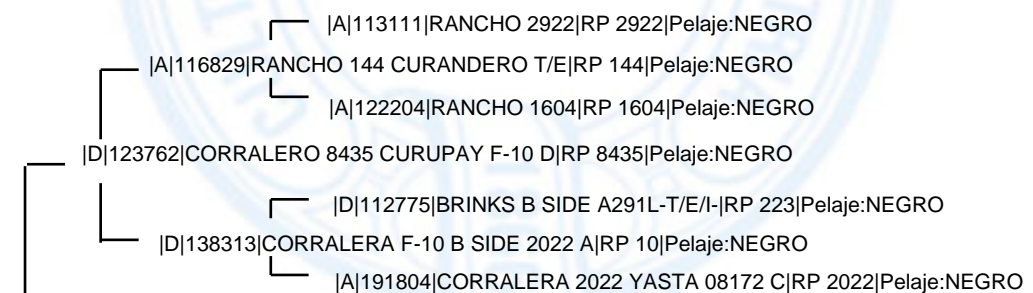 |A|113111|RANCHO 2922|RP 2922|Pelaje:NEGRO
|A|116829|RANCHO 144 CURANDERO T/E|RP 144|Pelaje:NEGRO
|A|122204|RANCHO 1604|RP 1604|Pelaje:NEGRO
|D|123762|CORRALERO 8435 CURUPAY F-10 D|RP 8435|Pelaje:NEGRO
|D|112775|BRINKS B SIDE A291L-T/E/I-|RP 223|Pelaje:NEGRO
|D|138313|CORRALERA F-10 B SIDE 2022 A|RP 10|Pelaje:NEGRO
|A|191804|CORRALERA 2022 YASTA 08172 C|RP 2022|Pelaje:NEGRO